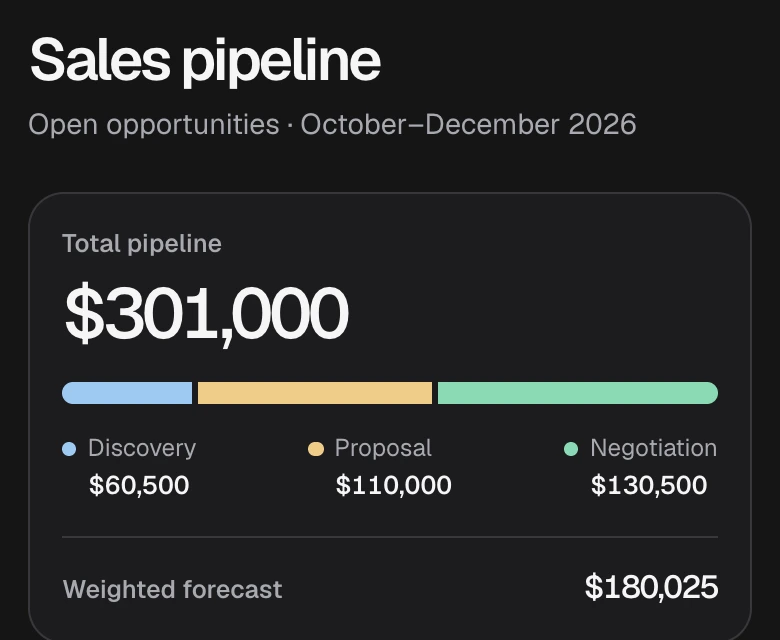 Sales pipeline
Open opportunities · October–December 2026
Total pipeline
$301,000
Discovery Proposal Negotiation
$60,500 $110,000 $130,500
Weighted forecast $180,025